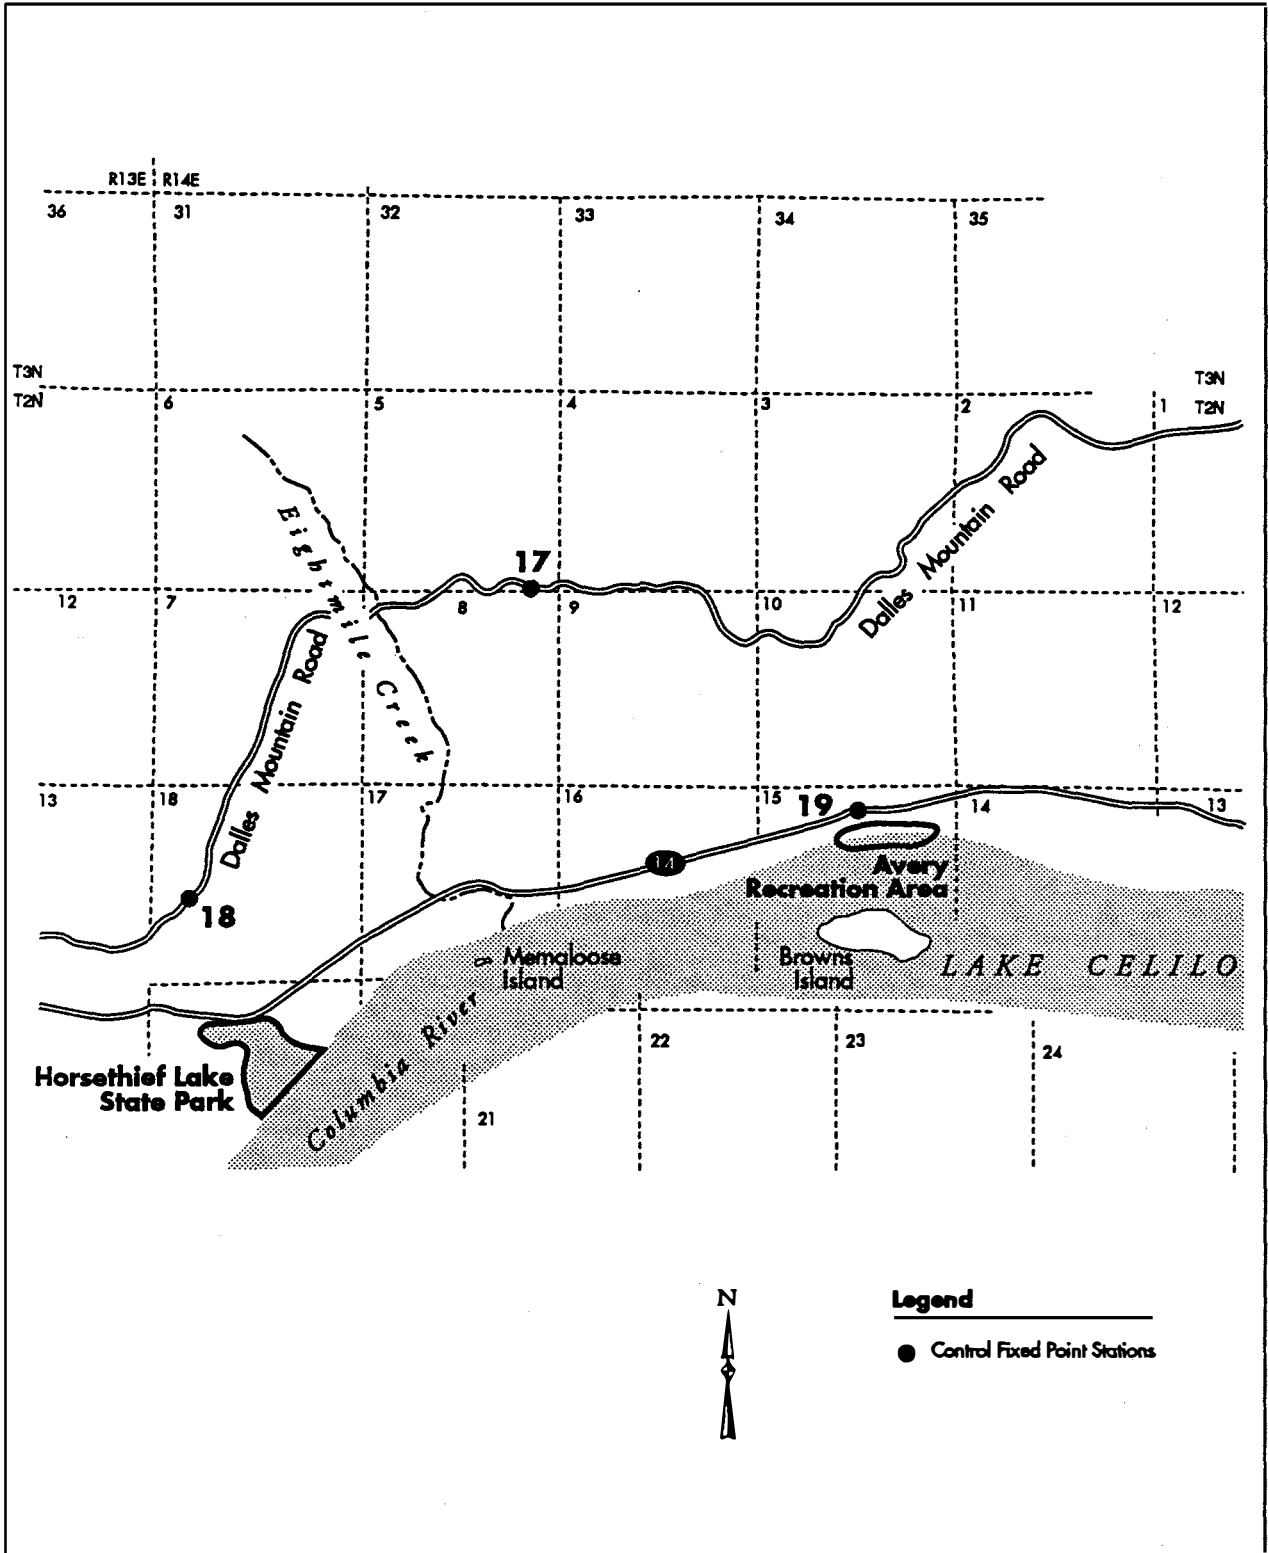 R13E R14E
36 31 32 33 34 35
T3N
T2N
T3N
T2N
6 5 4 3 2 1
Eightmile Creek
17
Dalles Mountain Road
12 7 8 9 10 11 12
Dalles Mountain Road
13 18 17 16 15 14 13
19
14
18
Avery
Recreation Area
Memaloose
Island
Browns
Island
LAKE CELILO
Columbia River
Horsethief Lake
State Park
21 22 23 24
N
Legend
Control Fixed Point Stations